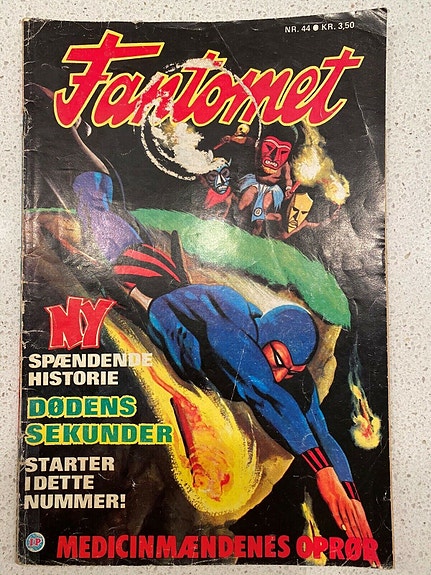 NR. 44 ● KR. 3,50
Fantomet
NY
SPÆNDENDE
HISTORIE
DØDENS
SEKUNDER
STARTER
I DETTE
NUMMER!
MEDICINMÆNDENES OPRØR